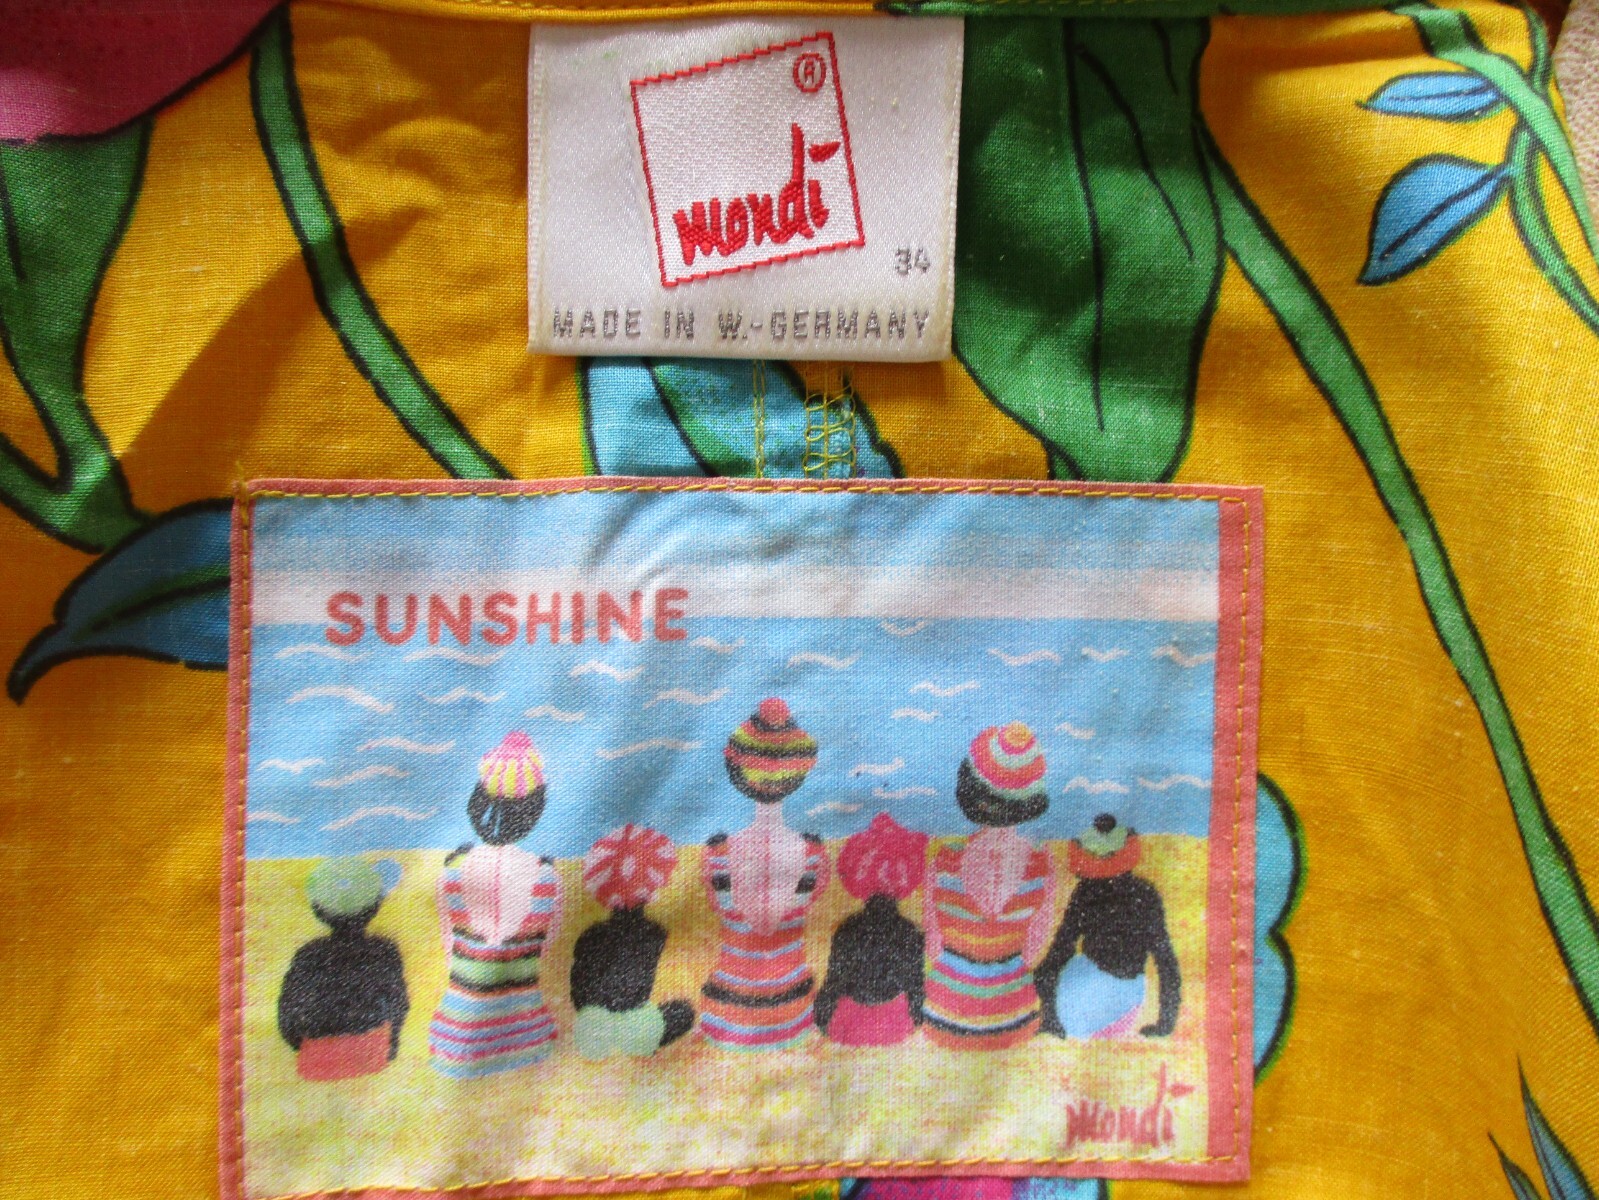 ®
mondi
34
MADE IN W.-GERMANY
SUNSHINE
mondi